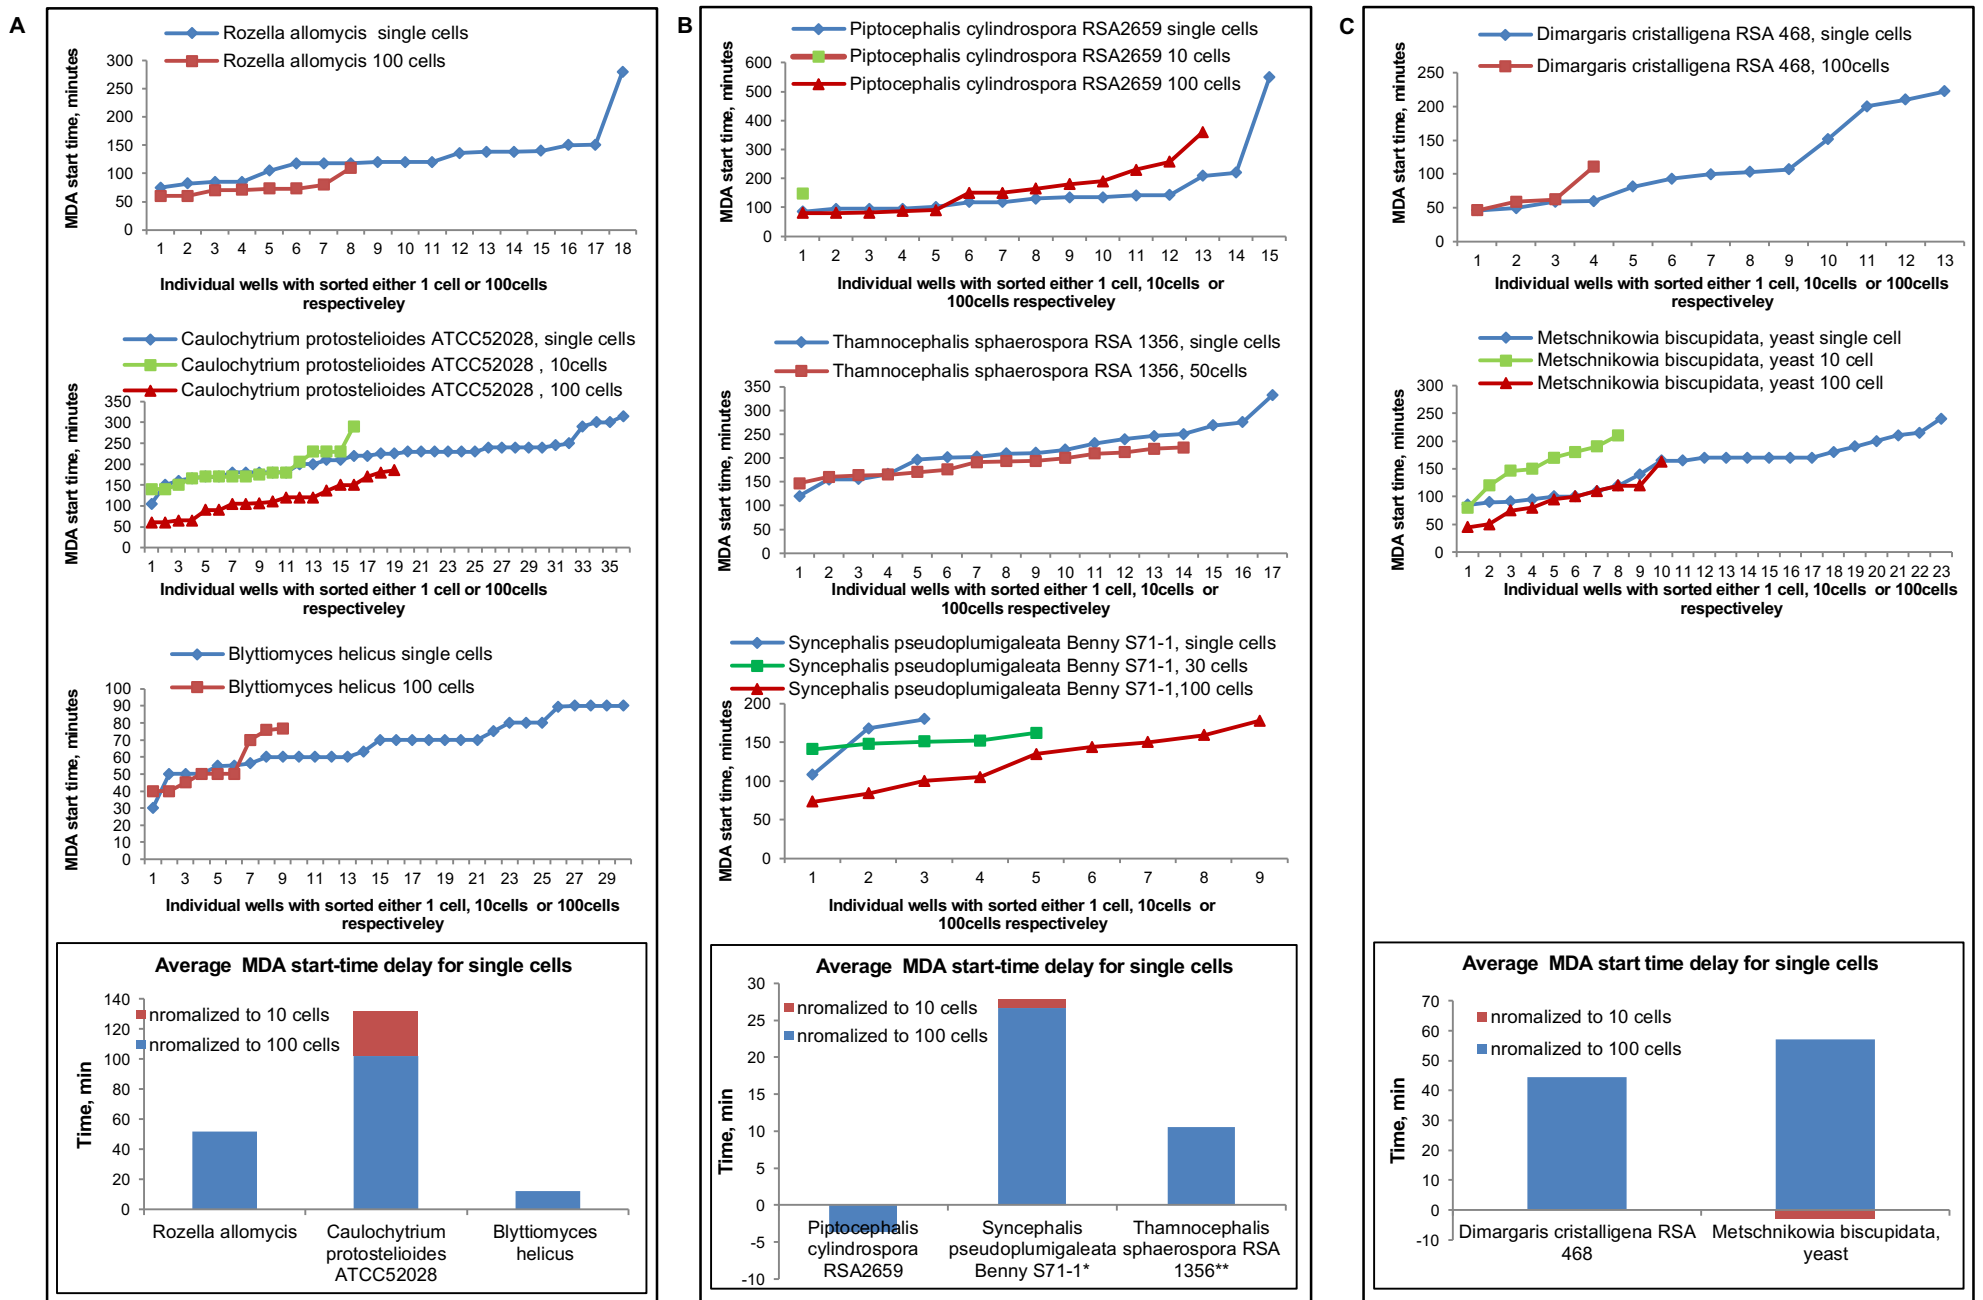 A
Rozella allomycis single cells
Rozella allomycis 100 cells
MDA start time, minutes
300
250
200
150
100
50
0
1 2 3 4 5 6 7 8 9 10 11 12 13 14 15 16 17 18
Individual wells with sorted either 1 cell or 100cells
respectiveley
Caulochytrium protostelioides ATCC52028, single cells
Caulochytrium protostelioides ATCC52028 , 10cells
Caulochytrium protostelioides ATCC52028 , 100 cells
MDA start time, minutes
350
300
250
200
150
100
50
0
1 3 5 7 9 11 13 15 17 19 21 23 25 27 29 31 33 35
Individual wells with sorted either 1 cell or 100cells
respectiveley
Blyttiomyces helicus single cells
Blyttiomyces helicus 100 cells
MDA start time, minutes
100
90
80
70
60
50
40
30
20
10
0
1 3 5 7 9 11 13 15 17 19 21 23 25 27 29
Individual wells with sorted either 1 cell, 10cells or 100cells
respectiveley
Average MDA start-time delay for single cells
nromalized to 10 cells
nromalized to 100 cells
Time, min
140
120
100
80
60
40
20
0
Rozella allomycis
Caulochytrium
protostelioides
ATCC52028
Blyttiomyces
helicus
B
Piptocephalis cylindrospora RSA2659 single cells
Piptocephalis cylindrospora RSA2659 10 cells
Piptocephalis cylindrospora RSA2659 100 cells
MDA start time, minutes
600
500
400
300
200
100
0
1 2 3 4 5 6 7 8 9 10 11 12 13 14 15
Individual wells with sorted either 1 cell, 10cells or
100cells respectiveley
Thamnocephalis sphaerospora RSA 1356, single cells
Thamnocephalis sphaerospora RSA 1356, 50cells
MDA start time, minutes
350
300
250
200
150
100
50
0
1 2 3 4 5 6 7 8 9 10 11 12 13 14 15 16 17
Individual wells with sorted either 1 cell, 10cells or
100cells respectiveley
Syncephalis pseudoplumigaleata Benny S71-1, single cells
Syncephalis pseudoplumigaleata Benny S71-1, 30 cells
Syncephalis pseudoplumigaleata Benny S71-1,100 cells
MDA start time, minutes
200
150
100
50
0
1 2 3 4 5 6 7 8 9
Individual wells with sorted either 1 cell, 10cells or
100cells respectiveley
Average MDA start-time delay for single cells
nromalized to 10 cells
nromalized to 100 cells
Time, min
30
25
20
15
10
5
0
-5
-10
Piptocephalis
cylindrospora
RSA2659
Syncephalis
pseudoplumigaleata
Benny S71-1*
Thamnocephalis
sphaerospora RSA
1356**
C
Dimargaris cristalligena RSA 468, single cells
Dimargaris cristalligena RSA 468, 100cells
MDA start time, minutes
250
200
150
100
50
0
1 2 3 4 5 6 7 8 9 10 11 12 13
Individual wells with sorted either 1 cell, 10cells or 100cells
respectiveley
Metschnikowia biscupidata, yeast single cell
Metschnikowia biscupidata, yeast 10 cell
Metschnikowia biscupidata, yeast 100 cell
MDA start time, minutes
300
250
200
150
100
50
0
1 2 3 4 5 6 7 8 9 10 11 12 13 14 15 16 17 18 19 20 21 22 23
Individual wells with sorted either 1 cell, 10cells or 100cells
respectiveley
Average MDA start time delay for single cells
nromalized to 10 cells
nromalized to 100 cells
Time, min
70
60
50
40
30
20
10
0
-10
Dimargaris cristalligena RSA
468
Metschnikowia biscupidata,
yeast